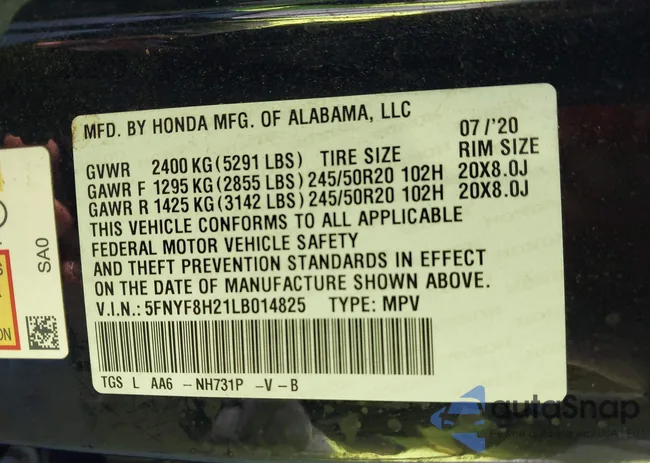 MFD. BY HONDA MFG. OF ALABAMA, LLC 07/'20
GVWR 2400 KG (5291 LBS) TIRE SIZE RIM SIZE
GAWR F 1295 KG (2855 LBS) 245/50R20 102H 20X8.0J
GAWR R 1425 KG (3142 LBS) 245/50R20 102H 20X8.0J
THIS VEHICLE CONFORMS TO ALL APPLICABLE
FEDERAL MOTOR VEHICLE SAFETY
AND THEFT PREVENTION STANDARDS IN EFFECT
ON THE DATE OF MANUFACTURE SHOWN ABOVE.
V.I.N.: 5FNYF8H21LB014825 TYPE: MPV
TGS L AA6 -NH731P -V-B
SA0
autaSnap